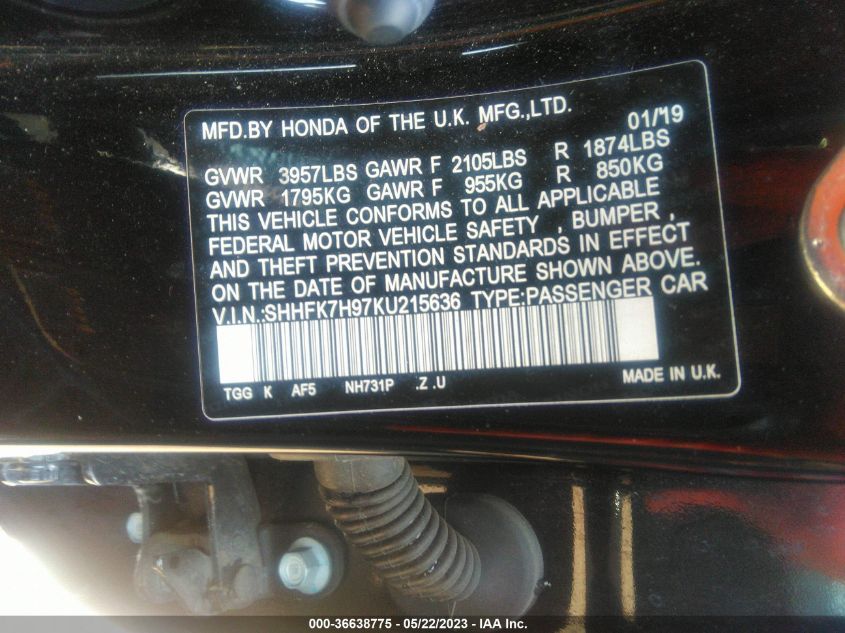 MFD.BY HONDA OF THE U.K. MFG.,LTD. 01/19
GVWR 3957LBS GAWR F 2105LBS R 1874LBS
GVWR 1795KG GAWR F 955KG R 850KG
THIS VEHICLE CONFORMS TO ALL APPLICABLE
FEDERAL MOTOR VEHICLE SAFETY , BUMPER ,
AND THEFT PREVENTION STANDARDS IN EFFECT
ON THE DATE OF MANUFACTURE SHOWN ABOVE.
V.I.N.:SHHFK7H97KU215636 TYPE:PASSENGER CAR
TGG K AF5 NH731P .Z .U MADE IN U.K.
000-36638775 - 05/22/2023 - IAA Inc.